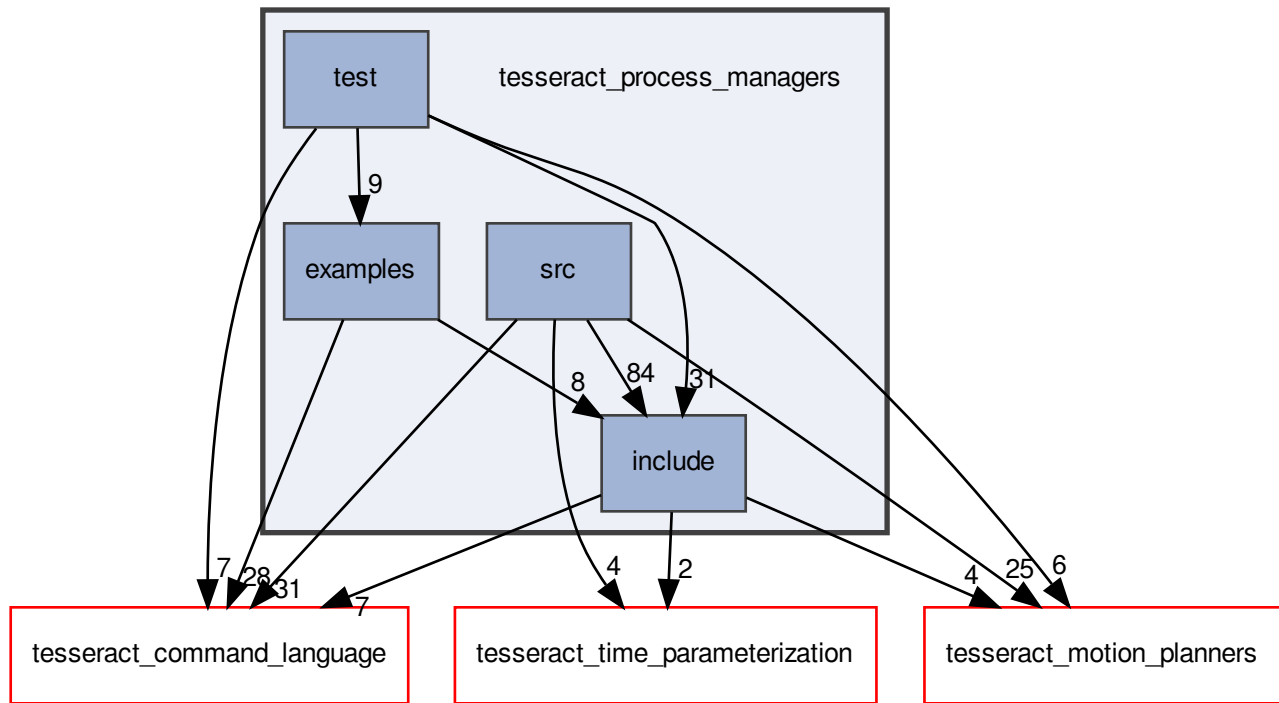 test
tesseract_process_managers
9
examples
src
8
84
31
include
7
28
31
7
4
2
4
25
6
tesseract_command_language
tesseract_time_parameterization
tesseract_motion_planners